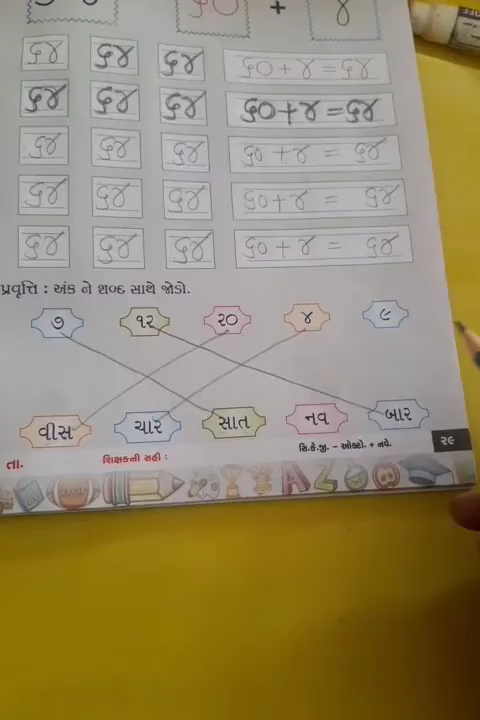 ૬૦ + ૪
૬૪ ૬૪ ૬૪ ૬૦+૪=૬૪
૬૪ ૬૪ ૬૪ ૬૦+૪=૬૪
૬૪ ૬૪ ૬૪ ૬૦ + ૪ = ૬૪
૬૪ ૬૪ ૬૪ ૬૦+૪ = ૬૪
૬૪ ૬૪ ૬૪ ૬૦ + ૪ = ૬૪
પ્રવૃત્તિ : અંક ને શબ્દ સાથે જોડો.
૭ ૧૨ ૨૦ ૪ ૯
વીસ ચાર સાત નવ બાર
સિ.કે.જી. - ઓક્ટો. + નવે. ૨૯
તા. શિક્ષકની સહી :